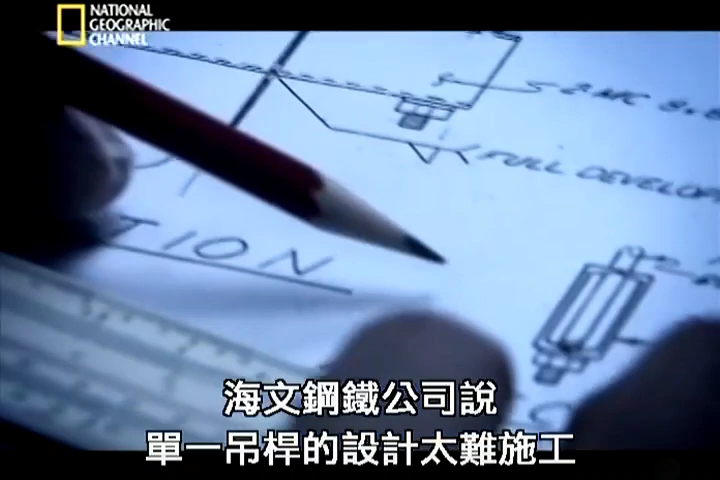 NATIONAL
GEOGRAPHIC
CHANNEL
FULL DEVELOP
TION
海文鋼鐵公司說
單一吊桿的設計太難施工